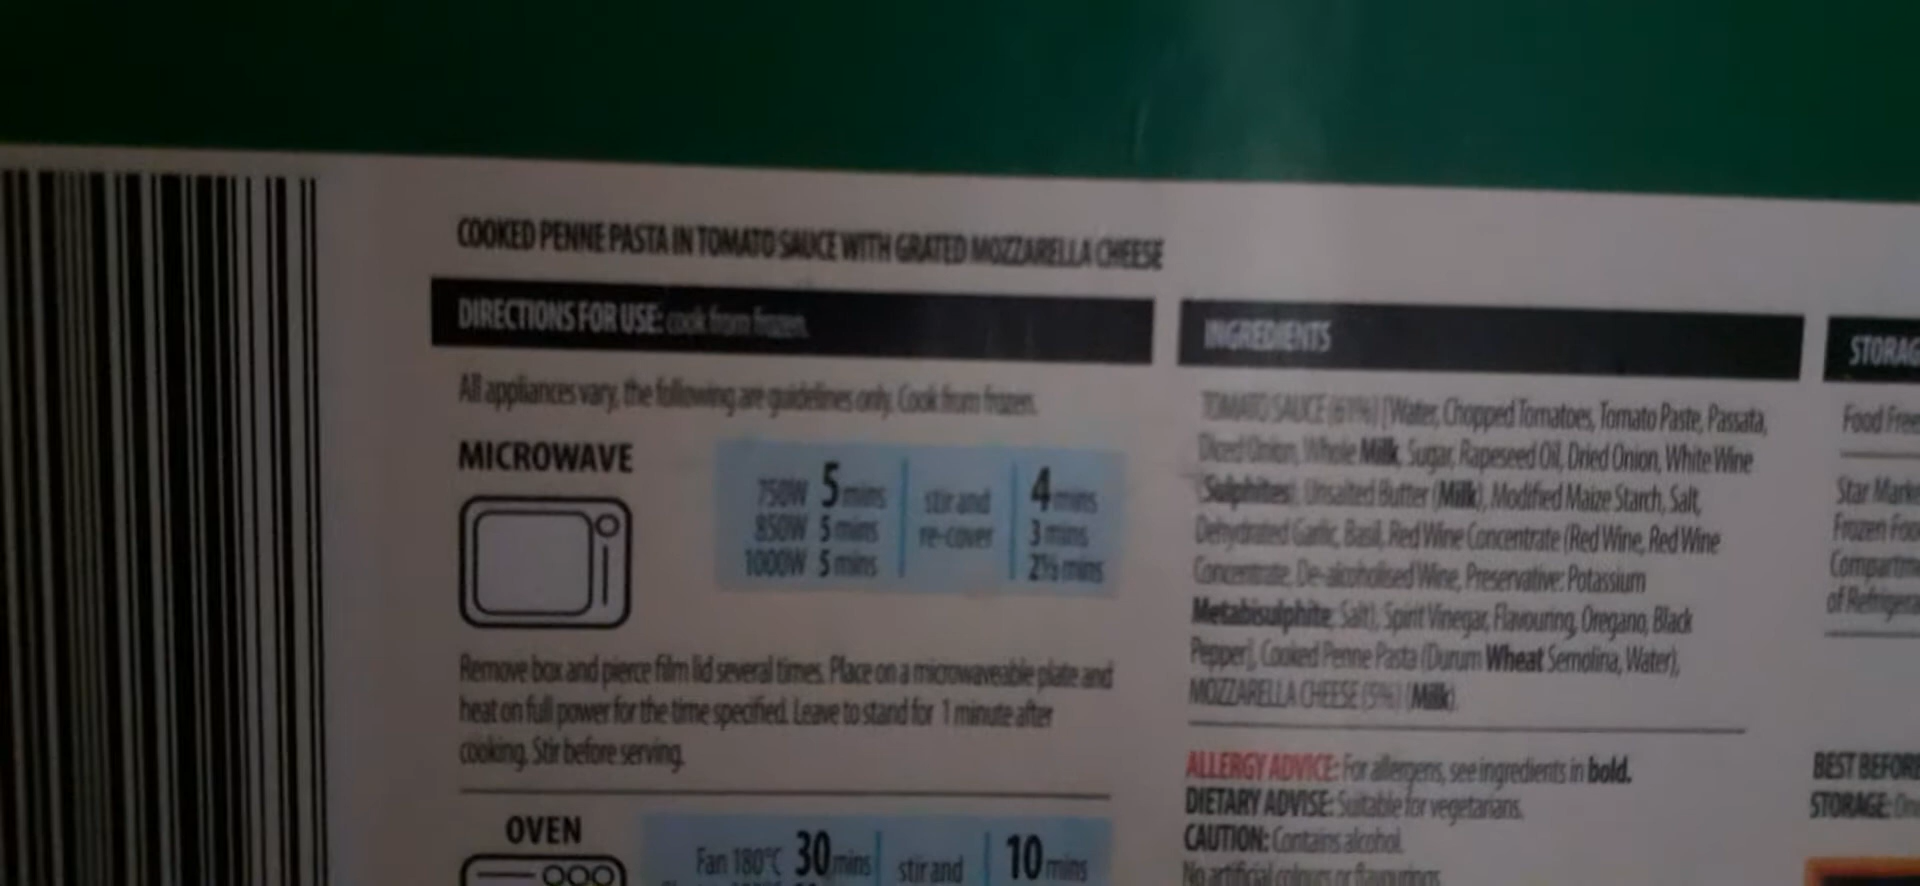 COOKED PENNE PASTA IN TOMATO SAUCE WITH GRATED MOZZARELLA CHEESE
DIRECTIONS FOR USE: cook from frozen.
All appliances vary, the following are guidelines only. Cook from frozen.
MICROWAVE
750W 5 mins stir and 4 mins
850W 5 mins re-cover 3 mins
1000W 5 mins 2½ mins
Remove box and pierce film lid several times. Place on a microwaveable plate and
heat on full power for the time specified. Leave to stand for 1 minute after
cooking. Stir before serving.
OVEN
Fan 180°C 30 mins stir and 10 mins
INGREDIENTS
TOMATO SAUCE (61%) [Water, Chopped Tomatoes, Tomato Paste, Passata,
Diced Onion, Whole Milk, Sugar, Rapeseed Oil, Dried Onion, White Wine
(Sulphites), Unsalted Butter (Milk), Modified Maize Starch, Salt,
Dehydrated Garlic, Basil, Red Wine Concentrate (Red Wine, Red Wine
Concentrate, De-alcoholised Wine, Preservative: Potassium
Metabisulphite, Salt), Spirit Vinegar, Flavouring, Oregano, Black
Pepper], Cooked Penne Pasta (Durum Wheat Semolina, Water),
MOZZARELLA CHEESE (5%) (Milk).
ALLERGY ADVICE: For allergens, see ingredients in bold.
DIETARY ADVISE: Suitable for vegetarians.
CAUTION: Contains alcohol.
No artificial colours or flavourings.
STORAG
Food Free
Star Mark
Frozen Foo
Compartme
of Refrigera
BEST BEFORE
STORAGE: On